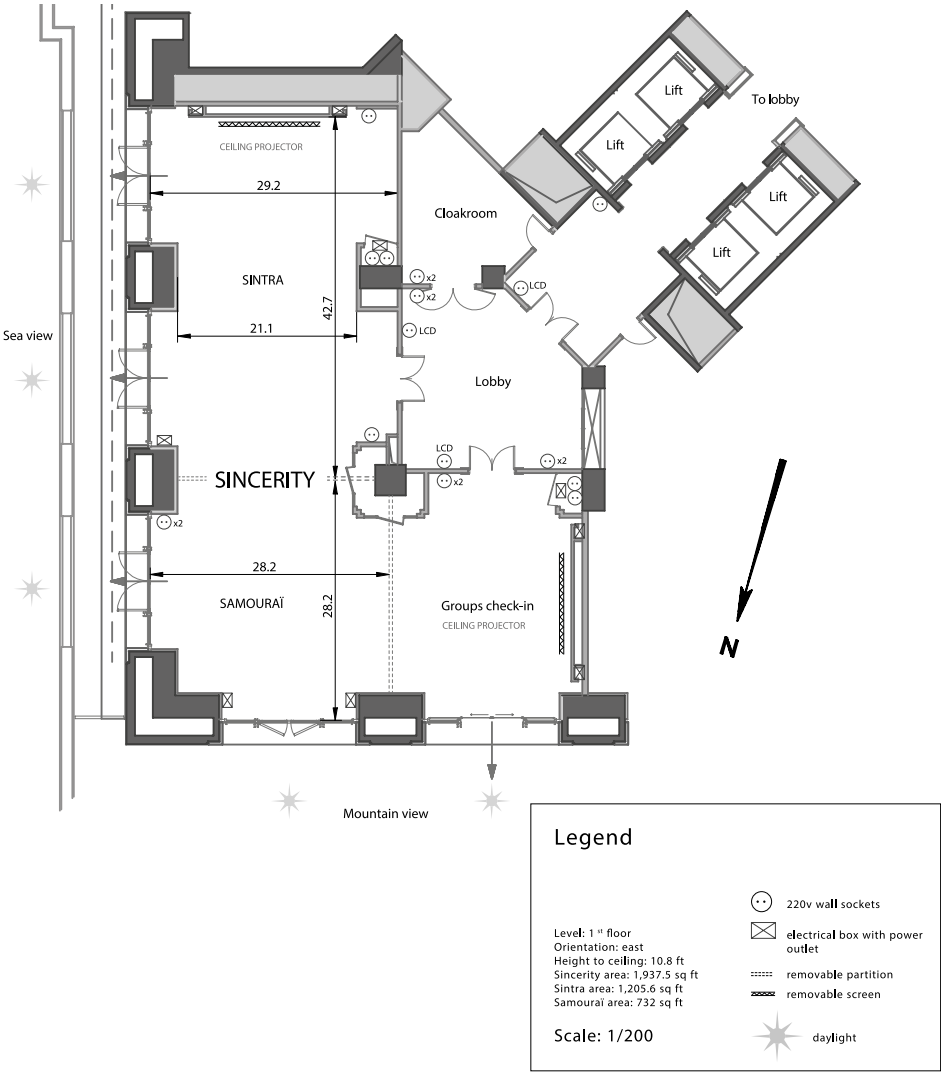 Lift
To lobby
Lift
CEILING PROJECTOR
29.2
Lift
Cloakroom
Lift
x2
SINTRA
LCD
x2
42.7
21.1
LCD
Sea view
Lobby
LCD
x2
SINCERITY
x2
x2
28.2
SAMOURAÏ
28.2
Groups check-in
CEILING PROJECTOR
N
Mountain view
Legend
Level: 1 st floor
Orientation: east
Height to ceiling: 10.8 ft
Sincerity area: 1,937.5 sq ft
Sintra area: 1,205.6 sq ft
Samouraï area: 732 sq ft
Scale: 1/200
220v wall sockets
electrical box with power
outlet
removable partition
removable screen
daylight